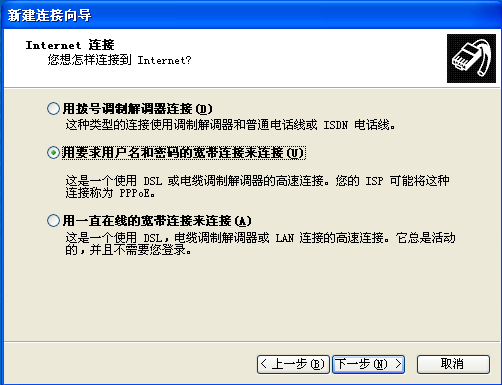 新建连接向导
Internet 连接
您想怎样连接到 Internet?
用拨号调制解调器连接(D)
这种类型的连接使用调制解调器和普通电话线或 ISDN 电话线。
用要求用户名和密码的宽带连接来连接(U)
这是一个使用 DSL 或电缆调制解调器的高速连接。您的 ISP 可能将这种
连接称为 PPPoE。
用一直在线的宽带连接来连接(A)
这是一个使用 DSL，电缆调制解调器或 LAN 连接的高速连接。它总是活动
的，并且不需要您登录。
< 上一步(B) 下一步(N) > 取消